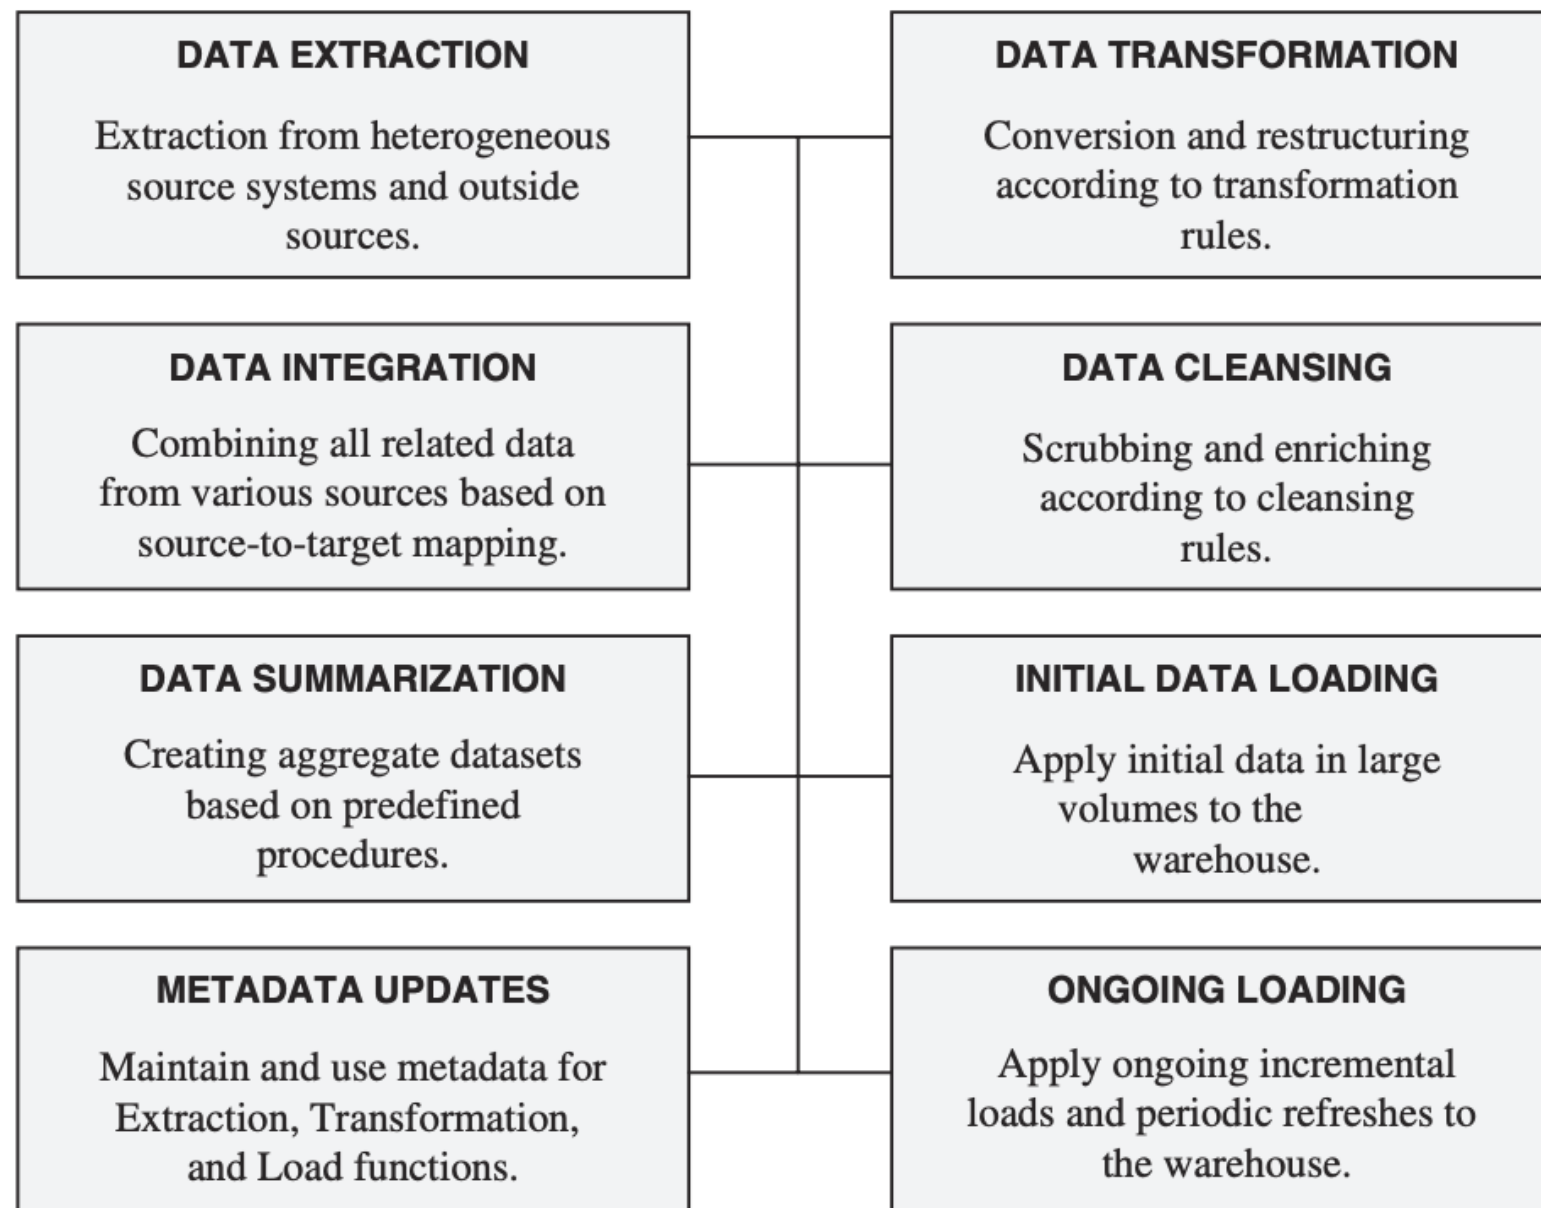 DATA EXTRACTION
Extraction from heterogeneous
source systems and outside
sources.
DATA TRANSFORMATION
Conversion and restructuring
according to transformation
rules.
DATA INTEGRATION
Combining all related data
from various sources based on
source-to-target mapping.
DATA CLEANSING
Scrubbing and enriching
according to cleansing
rules.
DATA SUMMARIZATION
Creating aggregate datasets
based on predefined
procedures.
INITIAL DATA LOADING
Apply initial data in large
volumes to the
warehouse.
METADATA UPDATES
Maintain and use metadata for
Extraction, Transformation,
and Load functions.
ONGOING LOADING
Apply ongoing incremental
loads and periodic refreshes to
the warehouse.